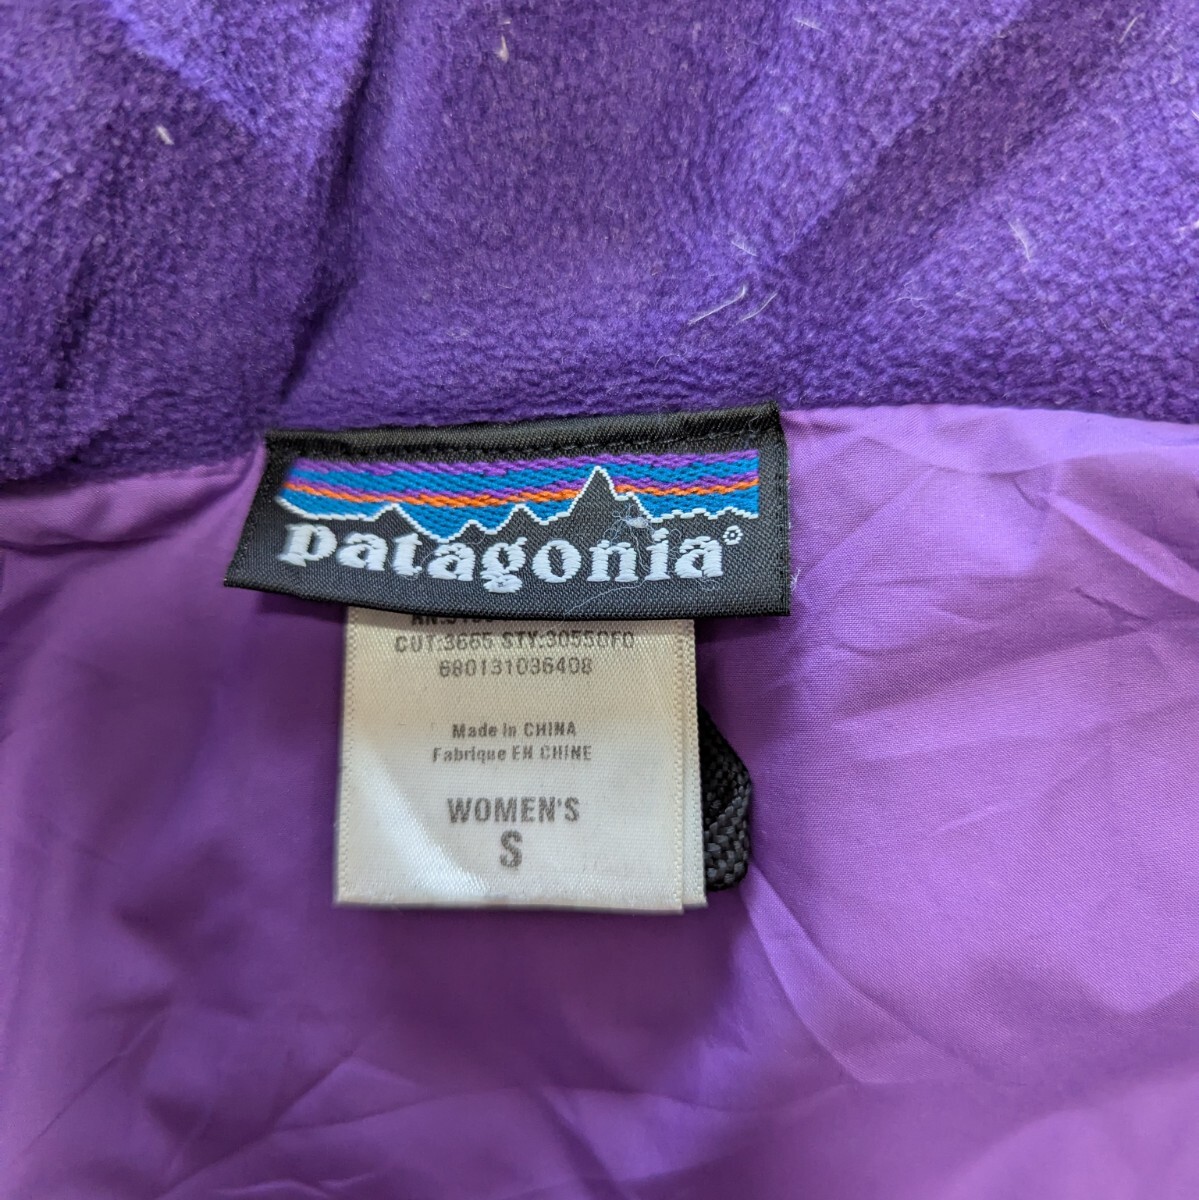 patagonia®
CUT:3665 STY:30550F0
680131036408
Made in CHINA
Fabrique EN CHINE
WOMEN'S
S